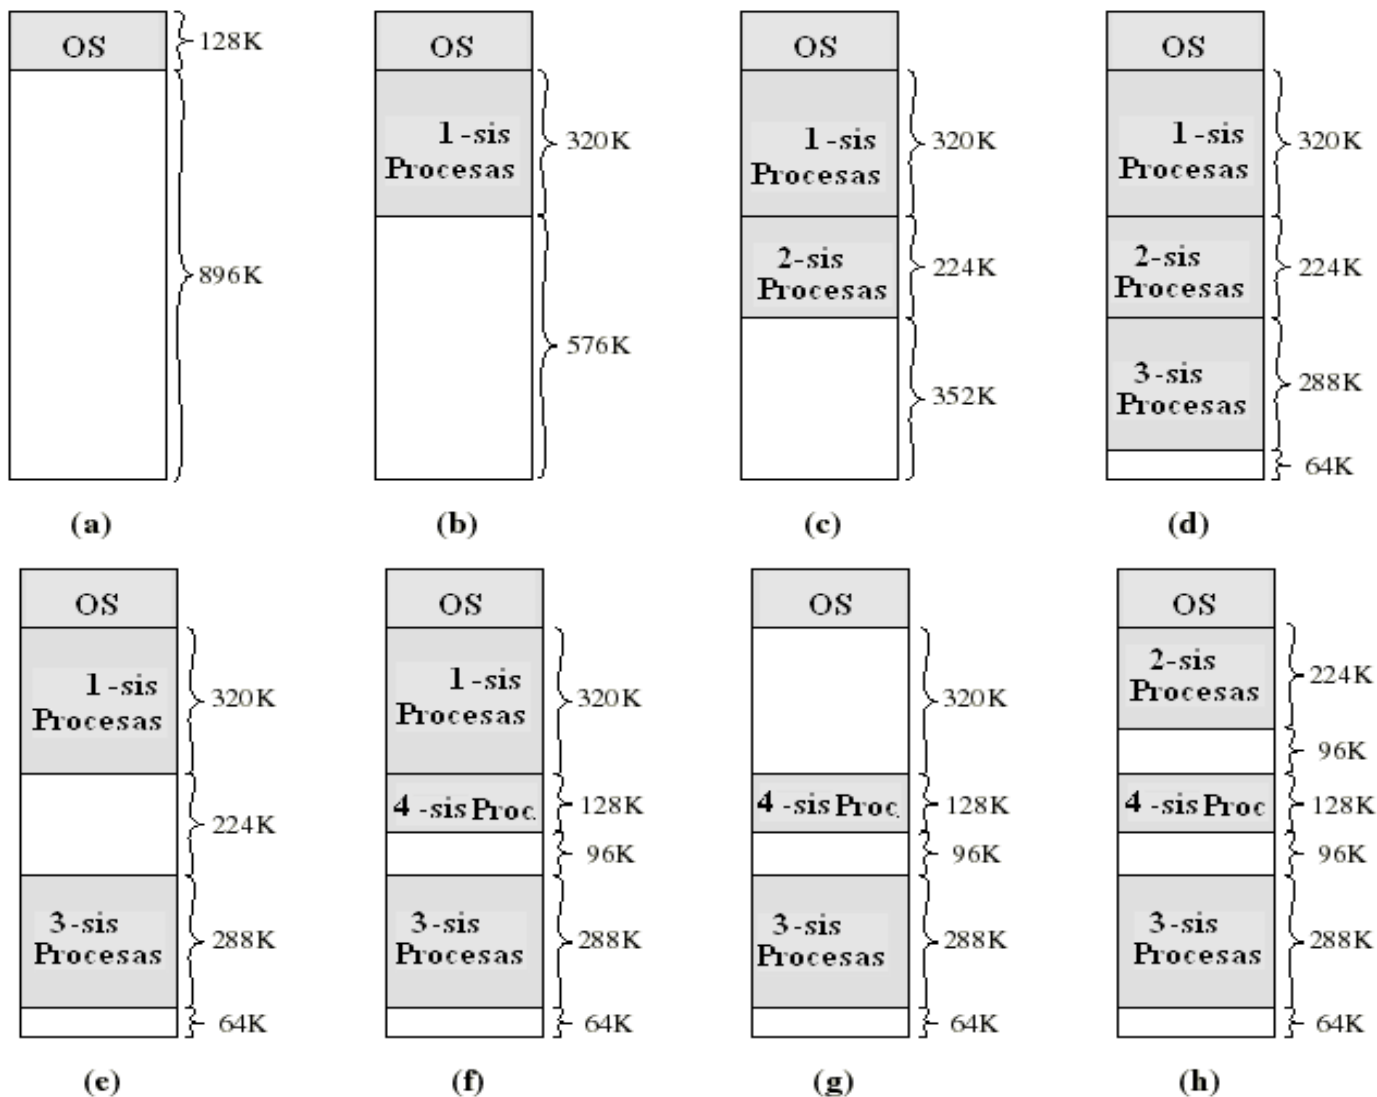 OS
128K
896K
(a)
OS
1-sis
Procesas
320K
576K
(b)
OS
1-sis
Procesas
320K
2-sis
Procesas
224K
352K
(c)
OS
1-sis
Procesas
320K
2-sis
Procesas
224K
3-sis
Procesas
288K
64K
(d)
OS
1-sis
Procesas
320K
224K
3-sis
Procesas
288K
64K
(e)
OS
1-sis
Procesas
320K
4-sis Proc.
128K
96K
3-sis
Procesas
288K
64K
(f)
OS
320K
4-sis Proc.
128K
96K
3-sis
Procesas
288K
64K
(g)
OS
2-sis
Procesas
224K
96K
4-sis Proc
128K
96K
3-sis
Procesas
288K
64K
(h)